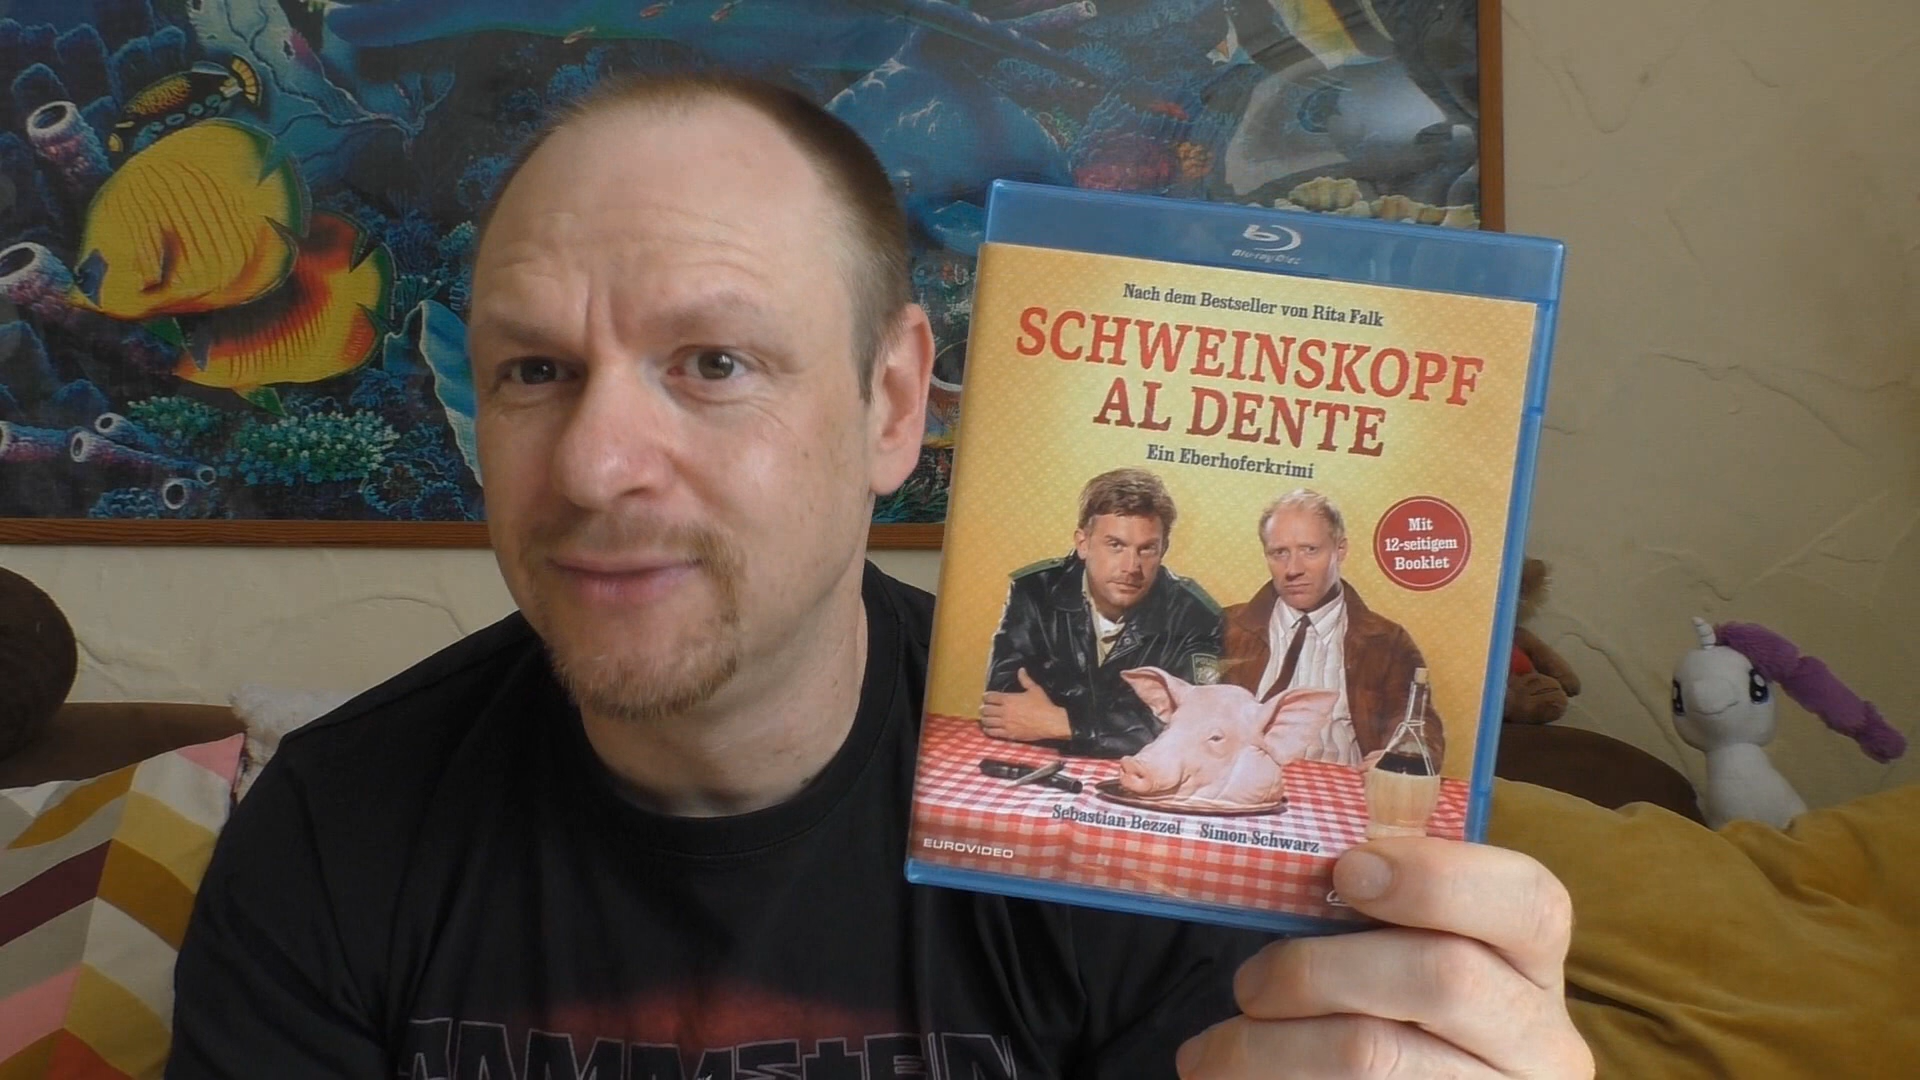 Blu-ray Disc
Nach dem Bestseller von Rita Falk
SCHWEINSKOPF
AL DENTE
Ein Eberhoferkrimi
Mit
12-seitigem
Booklet
Sebastian Bezzel Simon Schwarz
EUROVIDEO
RAMMSTEIN